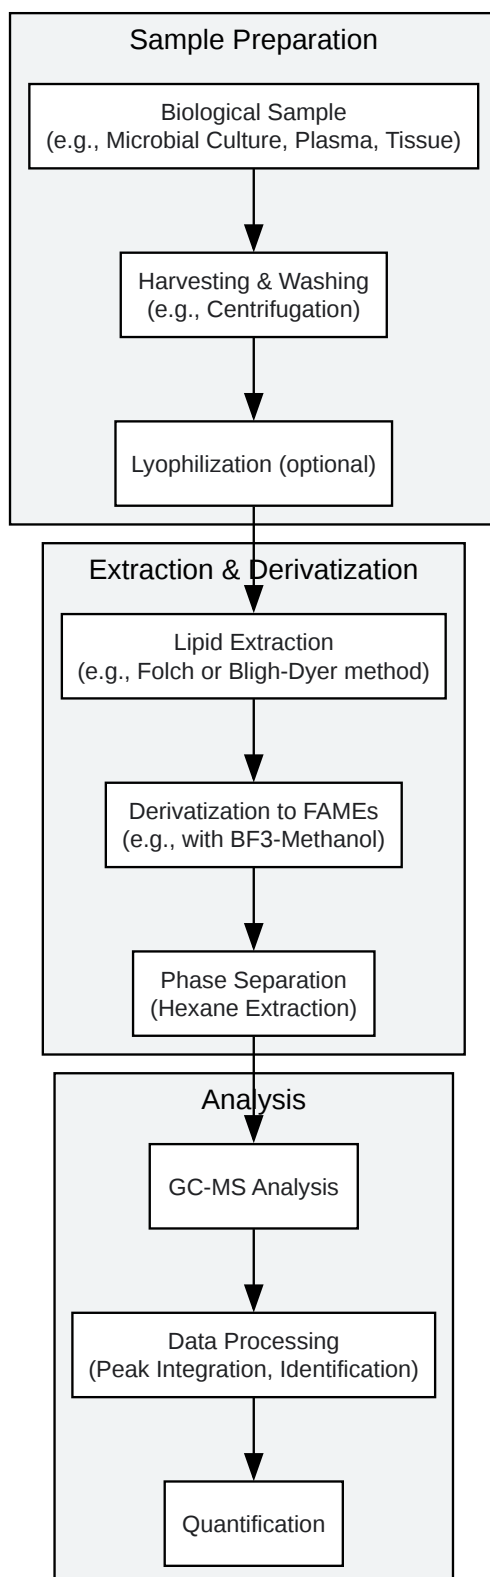 Sample Preparation
Biological Sample
(e.g., Microbial Culture, Plasma, Tissue)
Harvesting & Washing
(e.g., Centrifugation)
Lyophilization (optional)
Extraction & Derivatization
Lipid Extraction
(e.g., Folch or Bligh-Dyer method)
Derivatization to FAMEs
(e.g., with BF3-Methanol)
Phase Separation
(Hexane Extraction)
Analysis
GC-MS Analysis
Data Processing
(Peak Integration, Identification)
Quantification